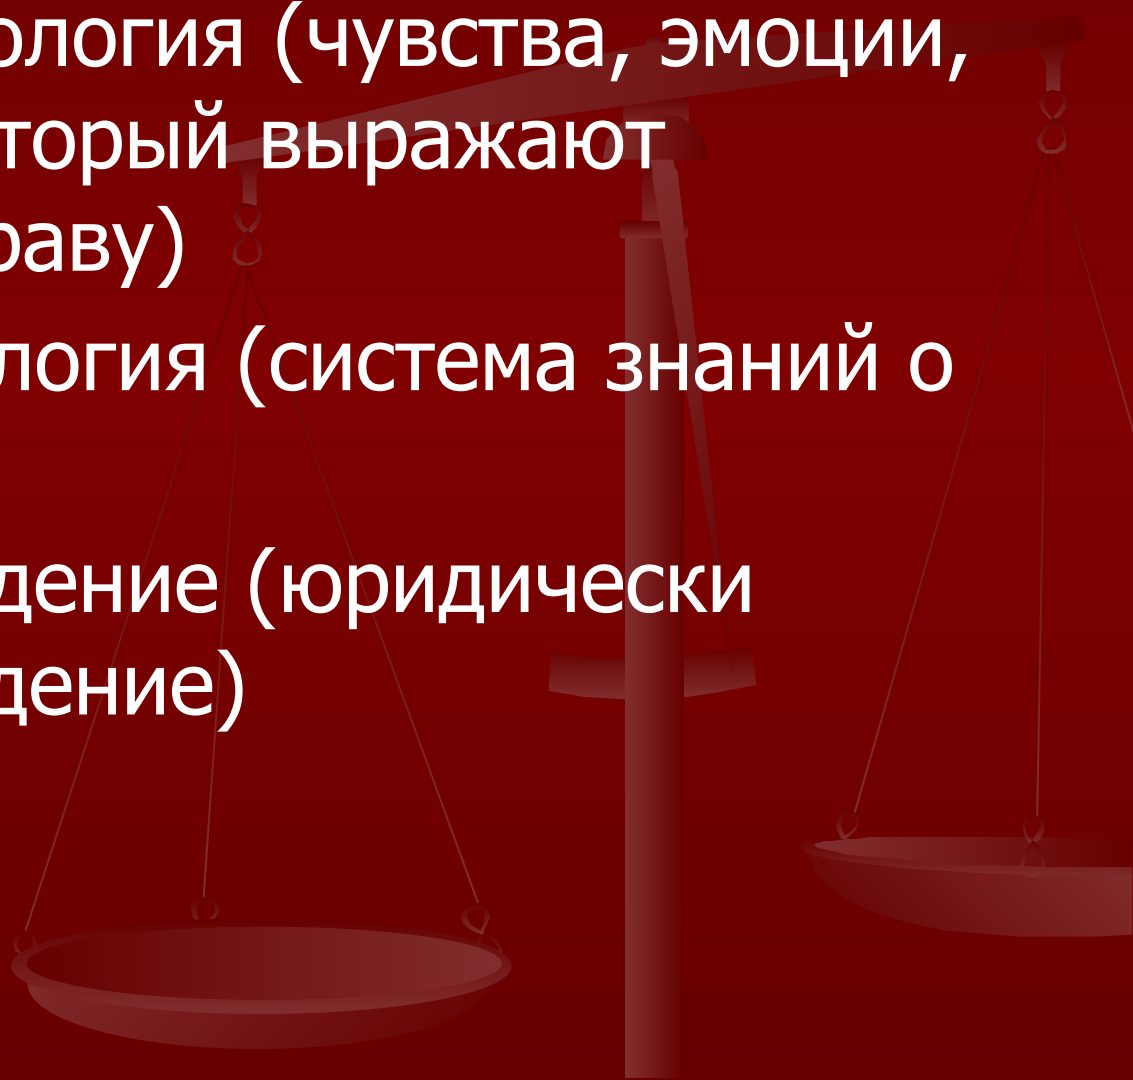 ология (чувства, эмоции,
торый выражают
раву)
логия (система знаний о
дение (юридически
дение)